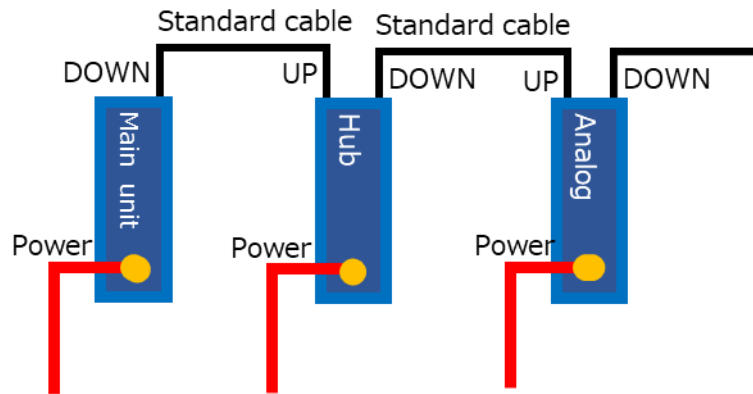 Standard cable
Standard cable
DOWN
UP
DOWN
UP
DOWN
Main unit
Hub
Analog
Power
Power
Power